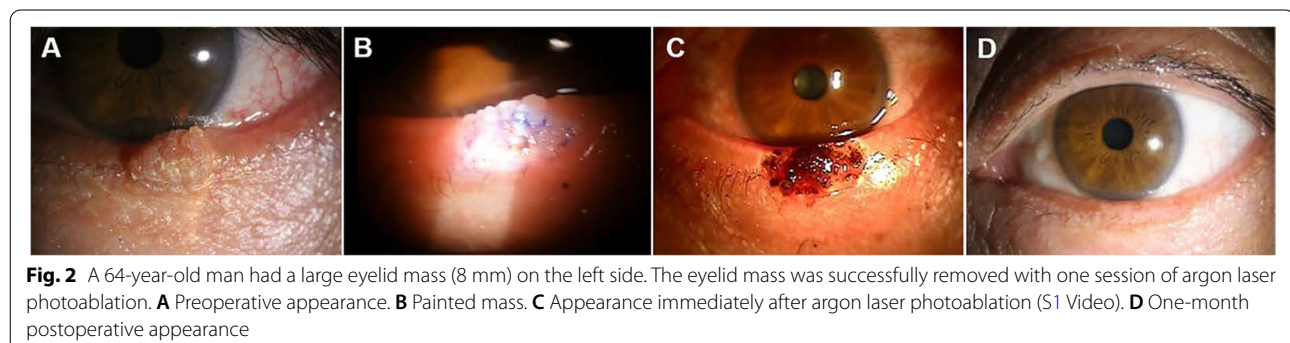 A B C D
Fig. 2 A 64-year-old man had a large eyelid mass (8 mm) on the left side. The eyelid mass was successfully removed with one session of argon laser
photoablation. A Preoperative appearance. B Painted mass. C Appearance immediately after argon laser photoablation (S1 Video). D One-month
postoperative appearance